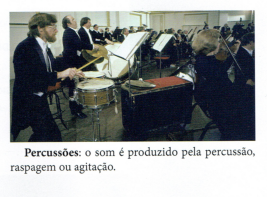 Percussões: o som é produzido pela percussão,
raspagem ou agitação.